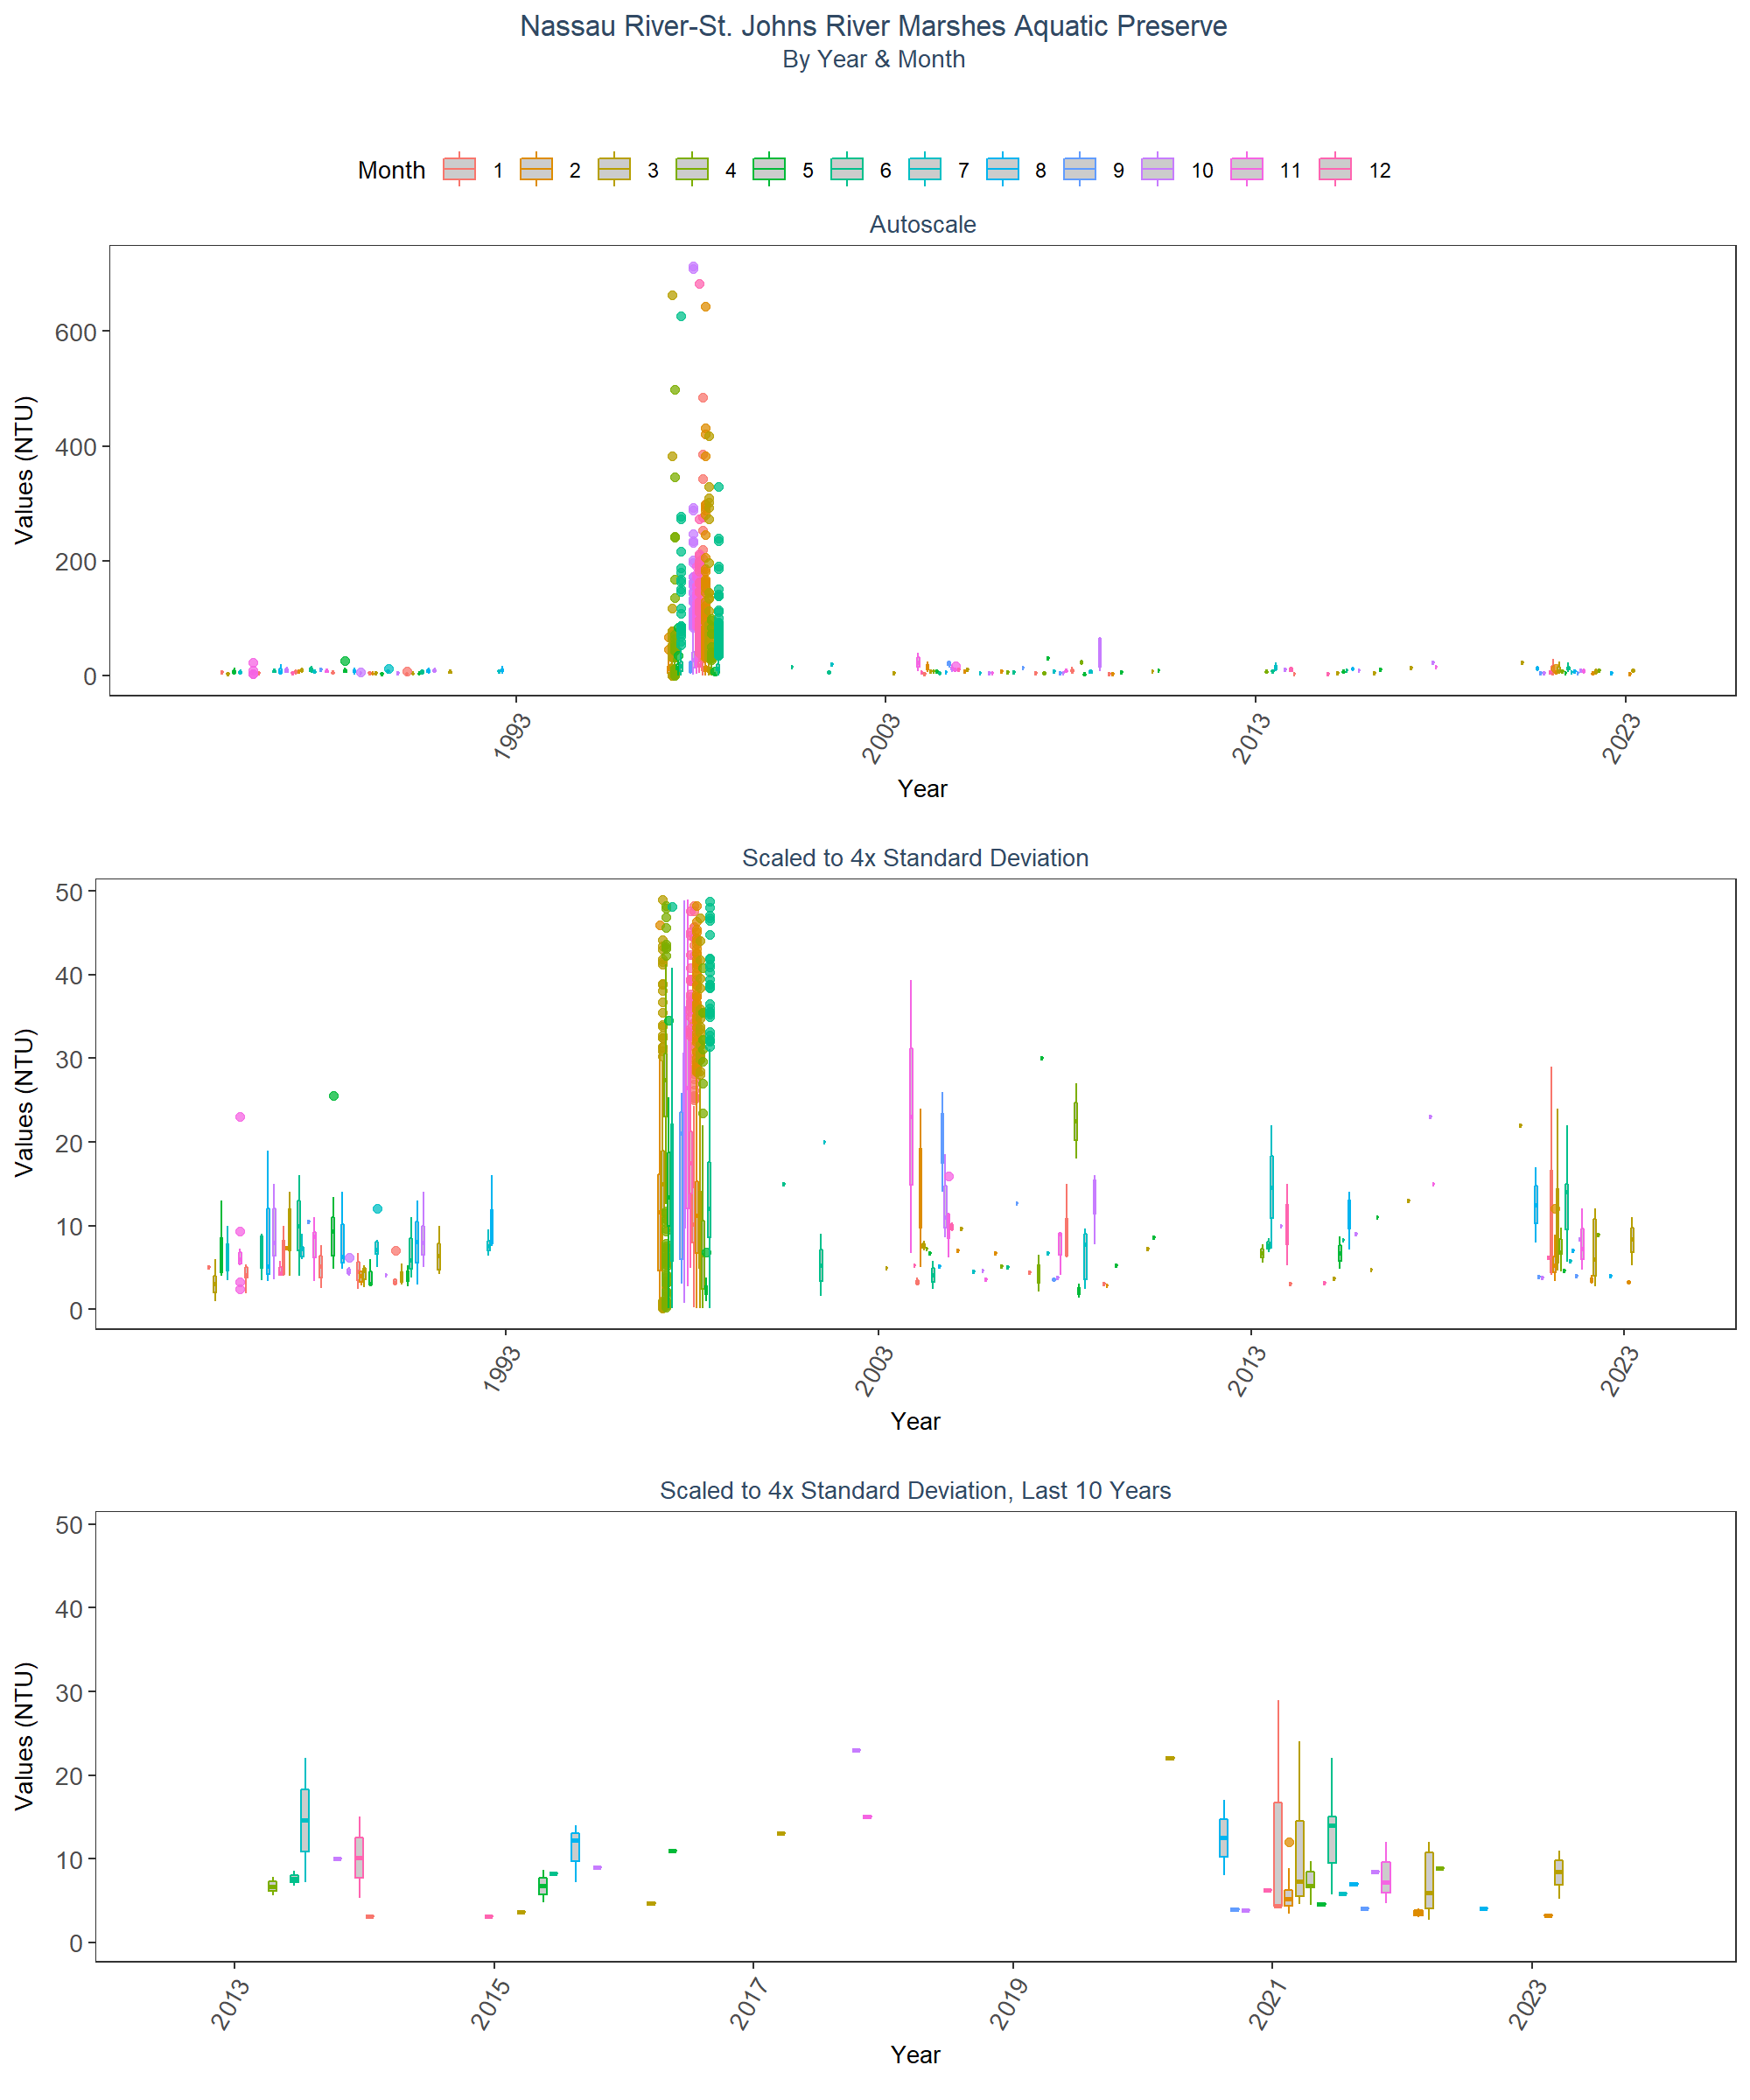 Nassau River-St. Johns River Marshes Aquatic Preserve
By Year & Month
Month 1 2 3 4 5 6 7 8 9 10 11 12
Autoscale
Values (NTU)
600
400
200
0
1993 2003 2013 2023
Year
Scaled to 4x Standard Deviation
Values (NTU)
50
40
30
20
10
0
1993 2003 2013 2023
Year
Scaled to 4x Standard Deviation, Last 10 Years
Values (NTU)
50
40
30
20
10
0
2013 2015 2017 2019 2021 2023
Year